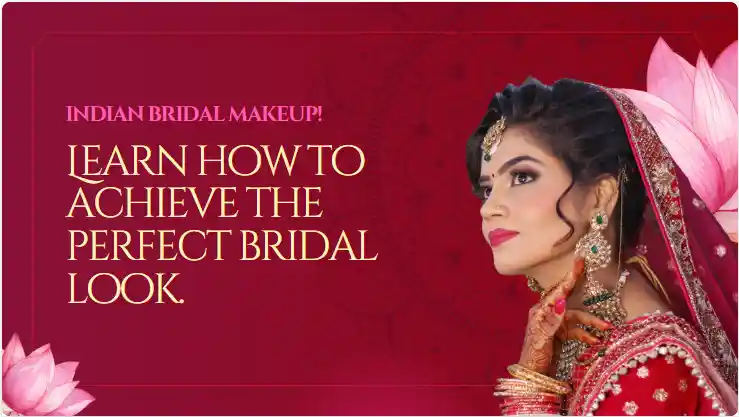 INDIAN BRIDAL MAKEUP!
LEARN HOW TO
ACHIEVE THE
PERFECT BRIDAL
LOOK.